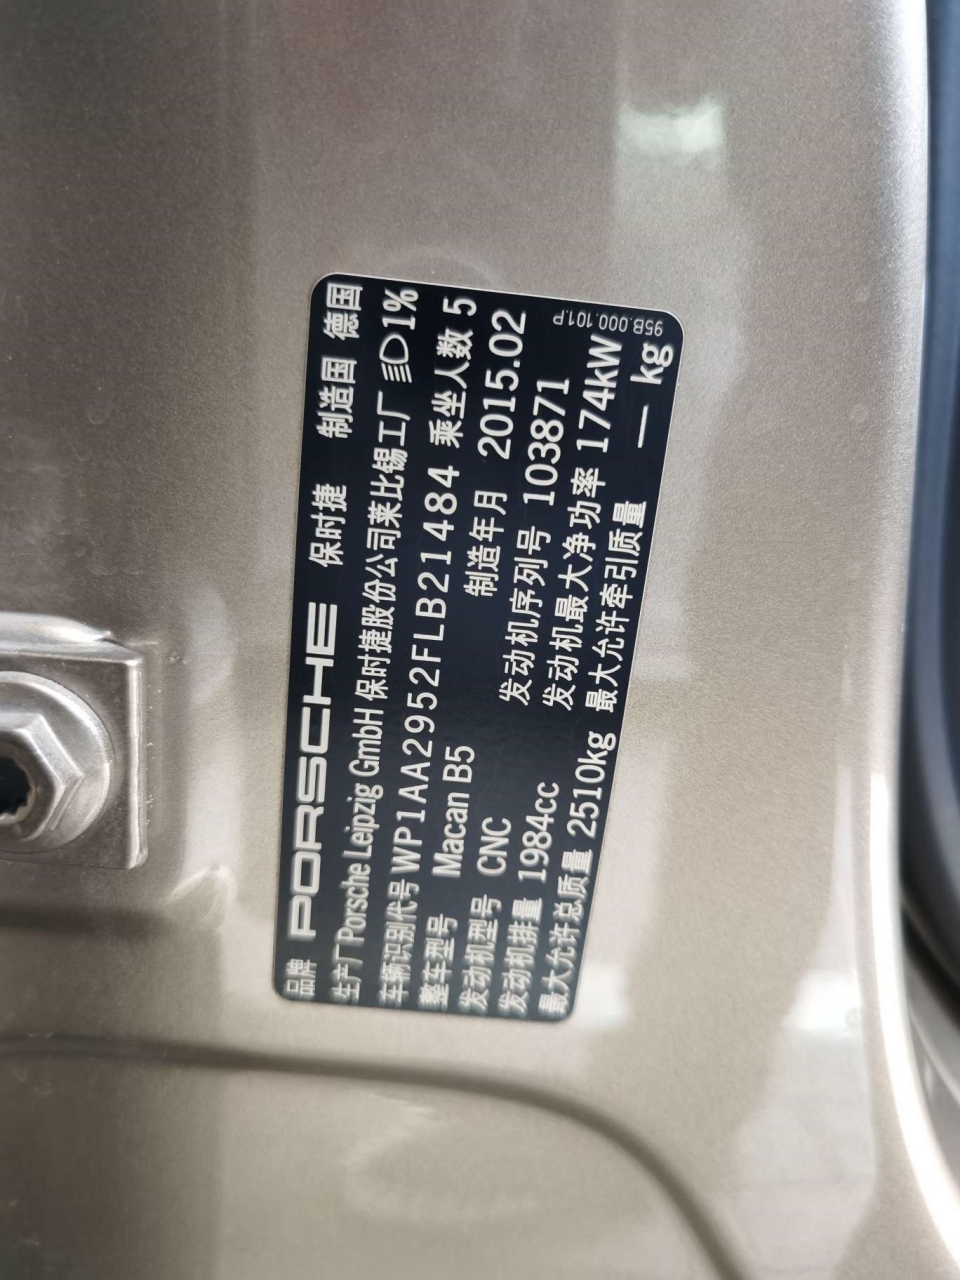 品牌 PORSCHE 保时捷 制造国 德国
生产厂 Porsche Leipzig GmbH 保时捷股份公司莱比锡工厂 1%
车辆识别代号 WP1AA2952FLB21484 乘坐人数 5
整车型号 Macan B5 制造年月 2015.02
发动机型号 CNC 发动机序列号 103871
发动机排量 1984cc 发动机最大净功率 174kW
最大允许总质量 2510kg 最大允许牵引质量 — kg
95B.000.101.P